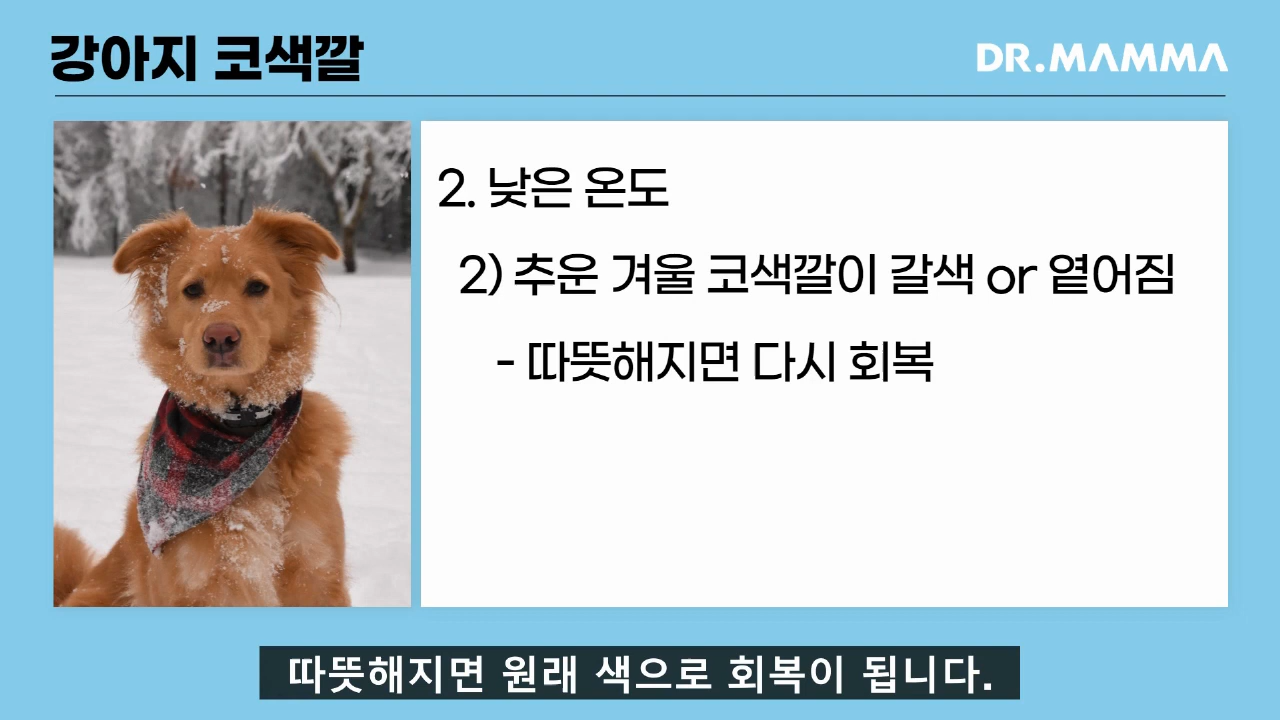 강아지 코색깔
DR.MAMMA
2. 낮은 온도
2) 추운 겨울 코색깔이 갈색 or 옅어짐
- 따뜻해지면 다시 회복
따뜻해지면 원래 색으로 회복이 됩니다.